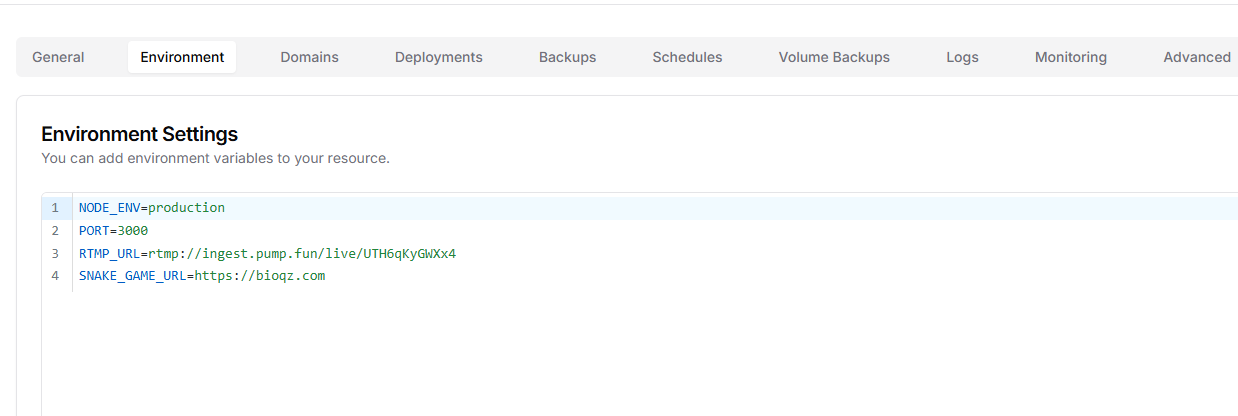 General Environment Domains Deployments Backups Schedules Volume Backups Logs Monitoring Advanced
Environment Settings
You can add environment variables to your resource.
1 NODE_ENV=production
2 PORT=3000
3 RTMP_URL=rtmp://ingest.pump.fun/live/UTH6qKyGWXx4
4 SNAKE_GAME_URL=https://bioqz.com